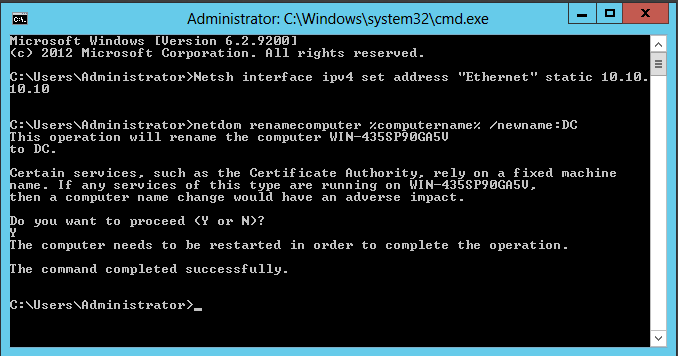 Administrator: C:\Windows\system32\cmd.exe
Microsoft Windows [Version 6.2.9200]
(c) 2012 Microsoft Corporation. All rights reserved.
C:\Users\Administrator>Netsh interface ipv4 set address "Ethernet" static 10.10.
10.10
C:\Users\Administrator>netdom renamecomputer %computername% /newname:DC
This operation will rename the computer WIN-435SP90GA5V
to DC.
Certain services, such as the Certificate Authority, rely on a fixed machine
name. If any services of this type are running on WIN-435SP90GA5V,
then a computer name change would have an adverse impact.
Do you want to proceed (Y or N)?
Y
The computer needs to be restarted in order to complete the operation.
The command completed successfully.
C:\Users\Administrator>_